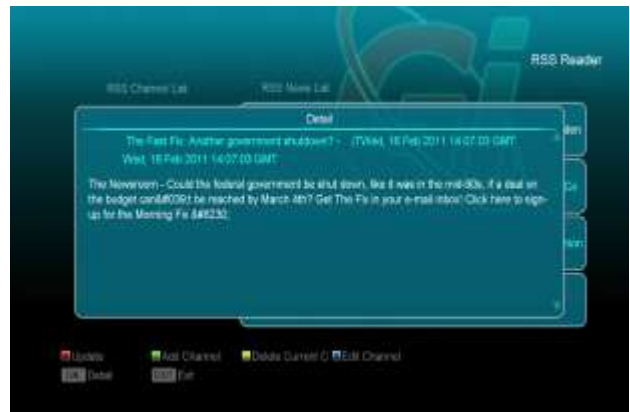 RSS Reader
RSS Channel List
RSS News List
Detail
The Fast Fix: Another government shutdown? - (TWed, 16 Feb 2011 14:07:03 GMT
Wed, 16 Feb 2011 14:07:03 GMT
The Newsroom - Could the federal government be shut down, like it was in the mid-90s, if a deal on
the budget can&#039;t be reached by March 4th? Get The Fix in your e-mail inbox! Click here to sign-
up for the Morning Fix &#8230;
Update
Add Channel
Delete Current C
Edit Channel
OK Detail
EXIT Exit